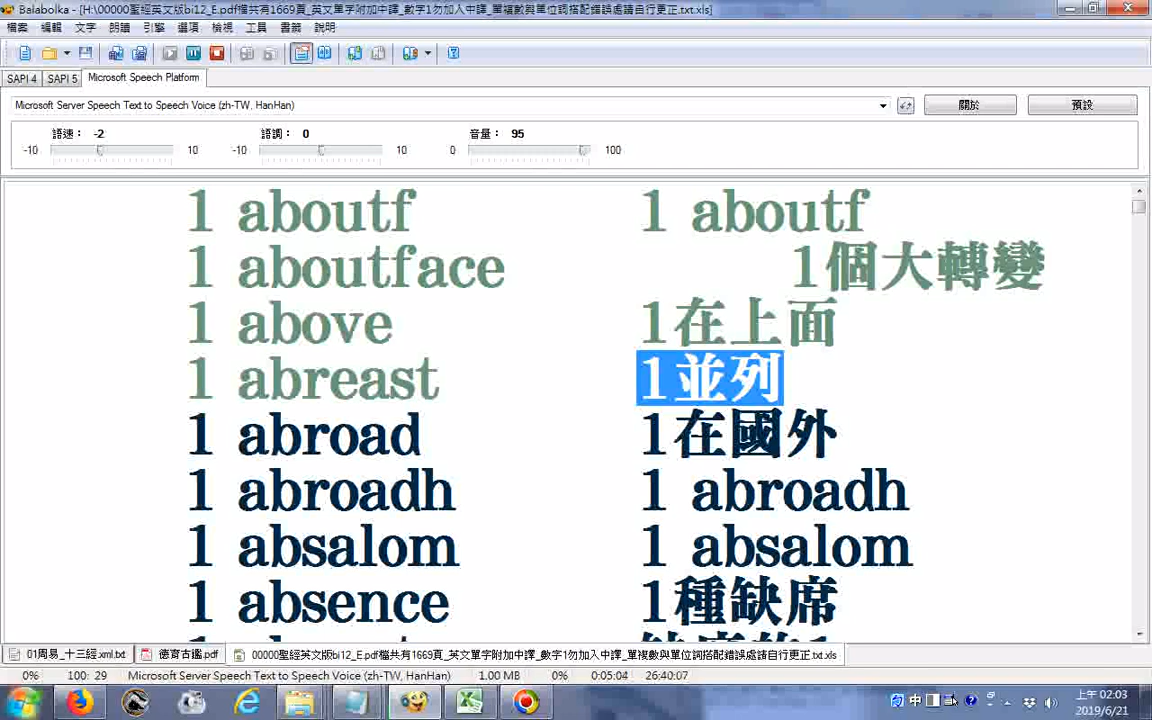 Balabolka - [H:\00000聖經英文版bi12_E.pdf檔共有1669頁_英文單字附加中譯_數字1勿加入中譯_單複數與單位詞搭配錯誤處請自行更正.txt.xls]
檔案 編輯 文字 朗讀 引擎 選項 檢視 工具 書籤 說明
SAPI 4 SAPI 5 Microsoft Speech Platform
Microsoft Server Speech Text to Speech Voice (zh-TW, HanHan) 關於 預設
語速： -2 語調： 0 音量： 95
-10 10 -10 10 0 100
1 aboutf 1 aboutf
1 aboutface 1個大轉變
1 above 1在上面
1 abreast 1並列
1 abroad 1在國外
1 abroadh 1 abroadh
1 absalom 1 absalom
1 absence 1種缺席
01周易_十三經.xml.txt 德育古鑑.pdf 00000聖經英文版bi12_E.pdf檔共有1669頁_英文單字附加中譯_數字1勿加入中譯_單複數與單位詞搭配錯誤處請自行更正.txt.xls
0% 100: 29 Microsoft Server Speech Text to Speech Voice (zh-TW, HanHan) 1.00 MB 0% 0:05:04 26:40:07
中 上午 02:03
2019/6/21